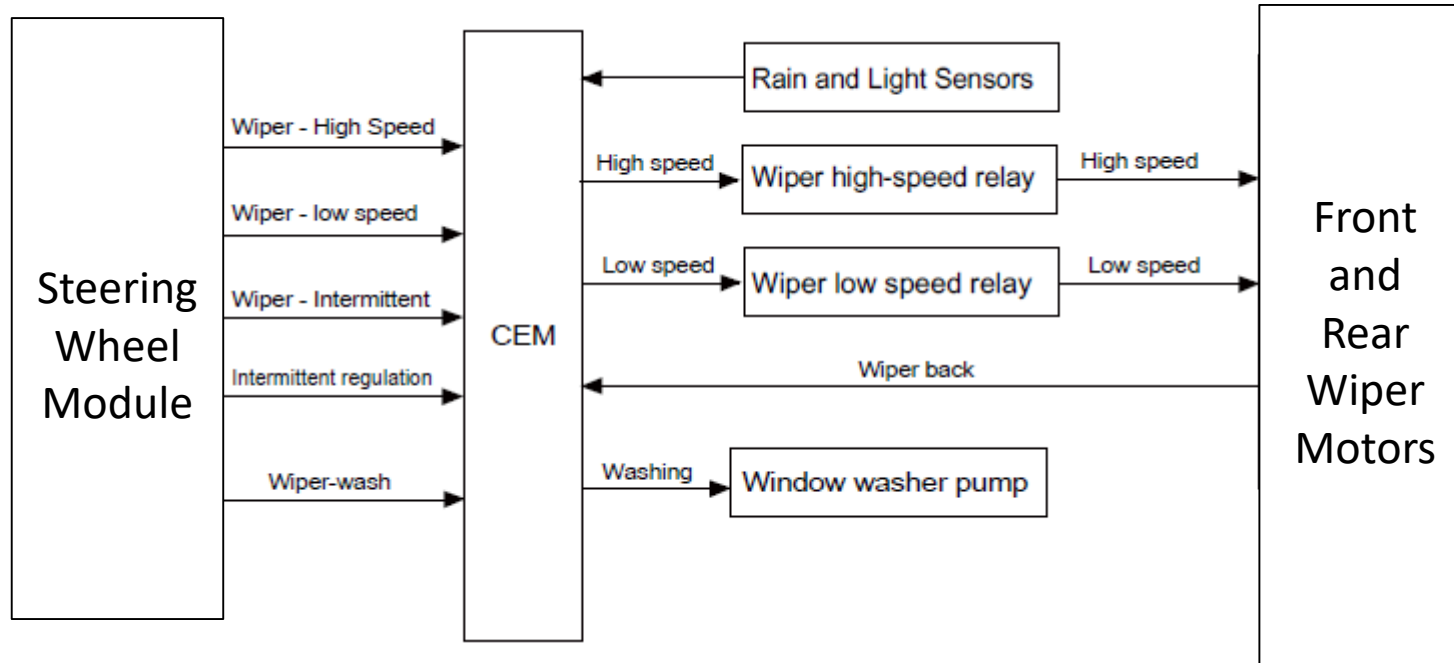 Steering
Wheel
Module
Wiper - High Speed
Wiper - low speed
Wiper - Intermittent
Intermittent regulation
Wiper-wash
CEM
Rain and Light Sensors
High speed
Wiper high-speed relay
High speed
Low speed
Wiper low speed relay
Low speed
Wiper back
Washing
Window washer pump
Front
and
Rear
Wiper
Motors